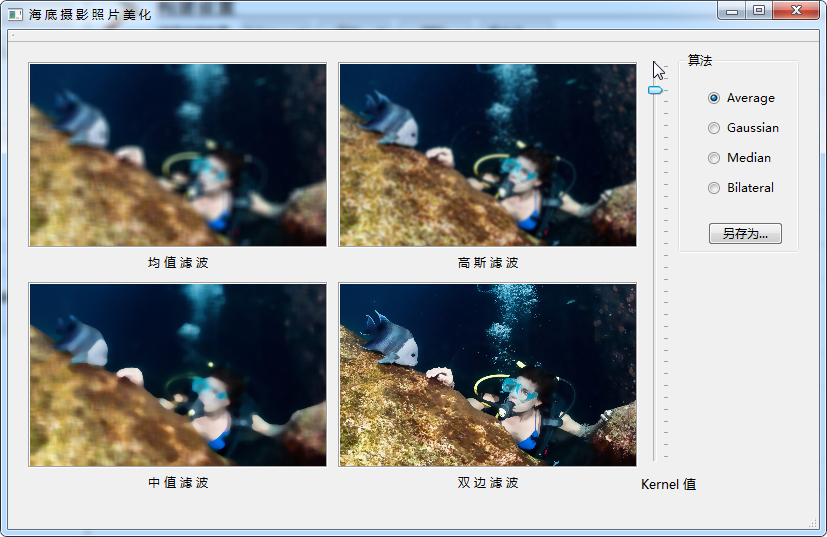 海底摄影照片美化
均值滤波
高斯滤波
中值滤波
双边滤波
Kernel 值
算法
Average
Gaussian
Median
Bilateral
另存为...